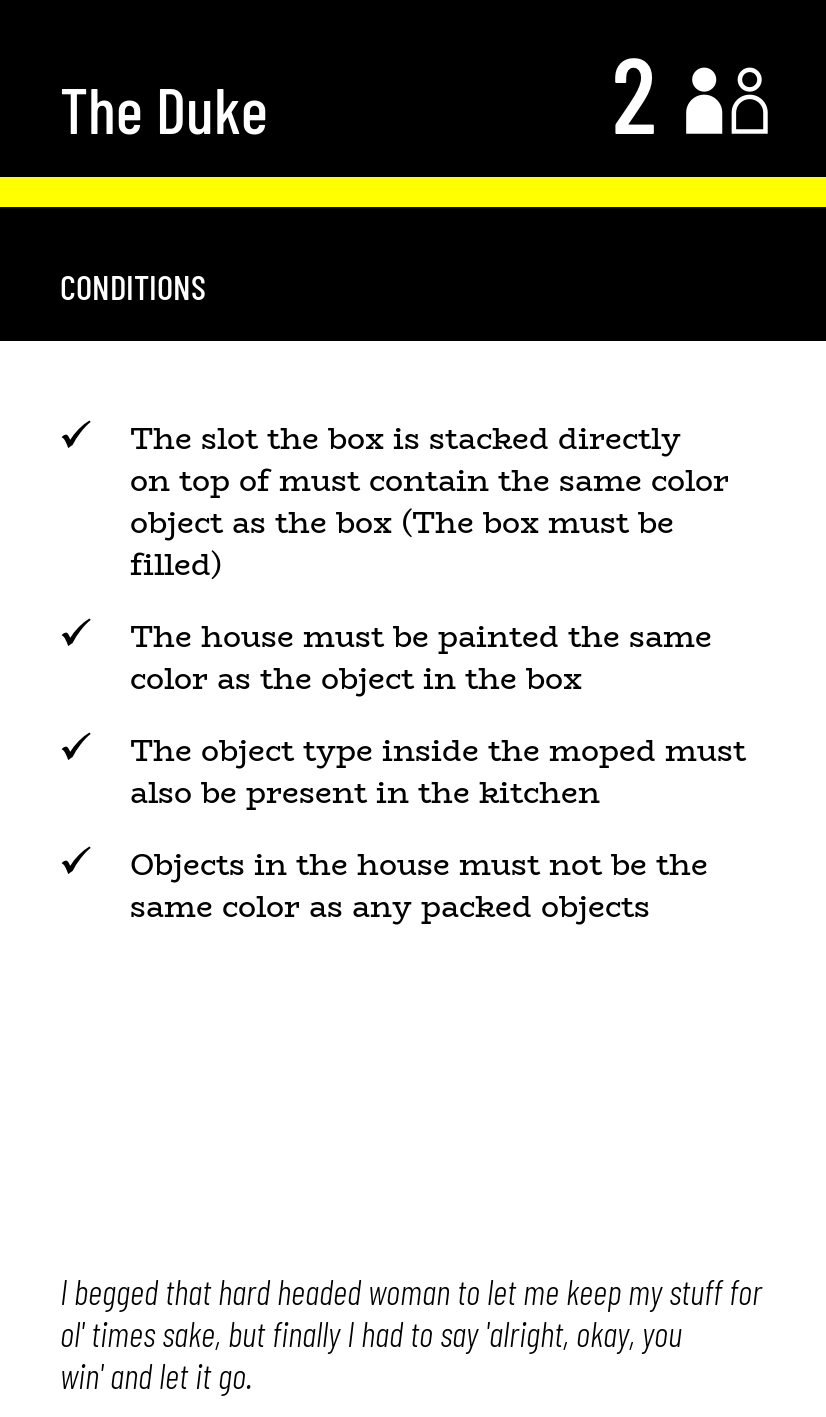 The Duke
2
CONDITIONS
✓ The slot the box is stacked directly
on top of must contain the same color
object as the box (The box must be
filled)
✓ The house must be painted the same
color as the object in the box
✓ The object type inside the moped must
also be present in the kitchen
✓ Objects in the house must not be the
same color as any packed objects
I begged that hard headed woman to let me keep my stuff for
ol' times sake, but finally I had to say 'alright, okay, you
win' and let it go.